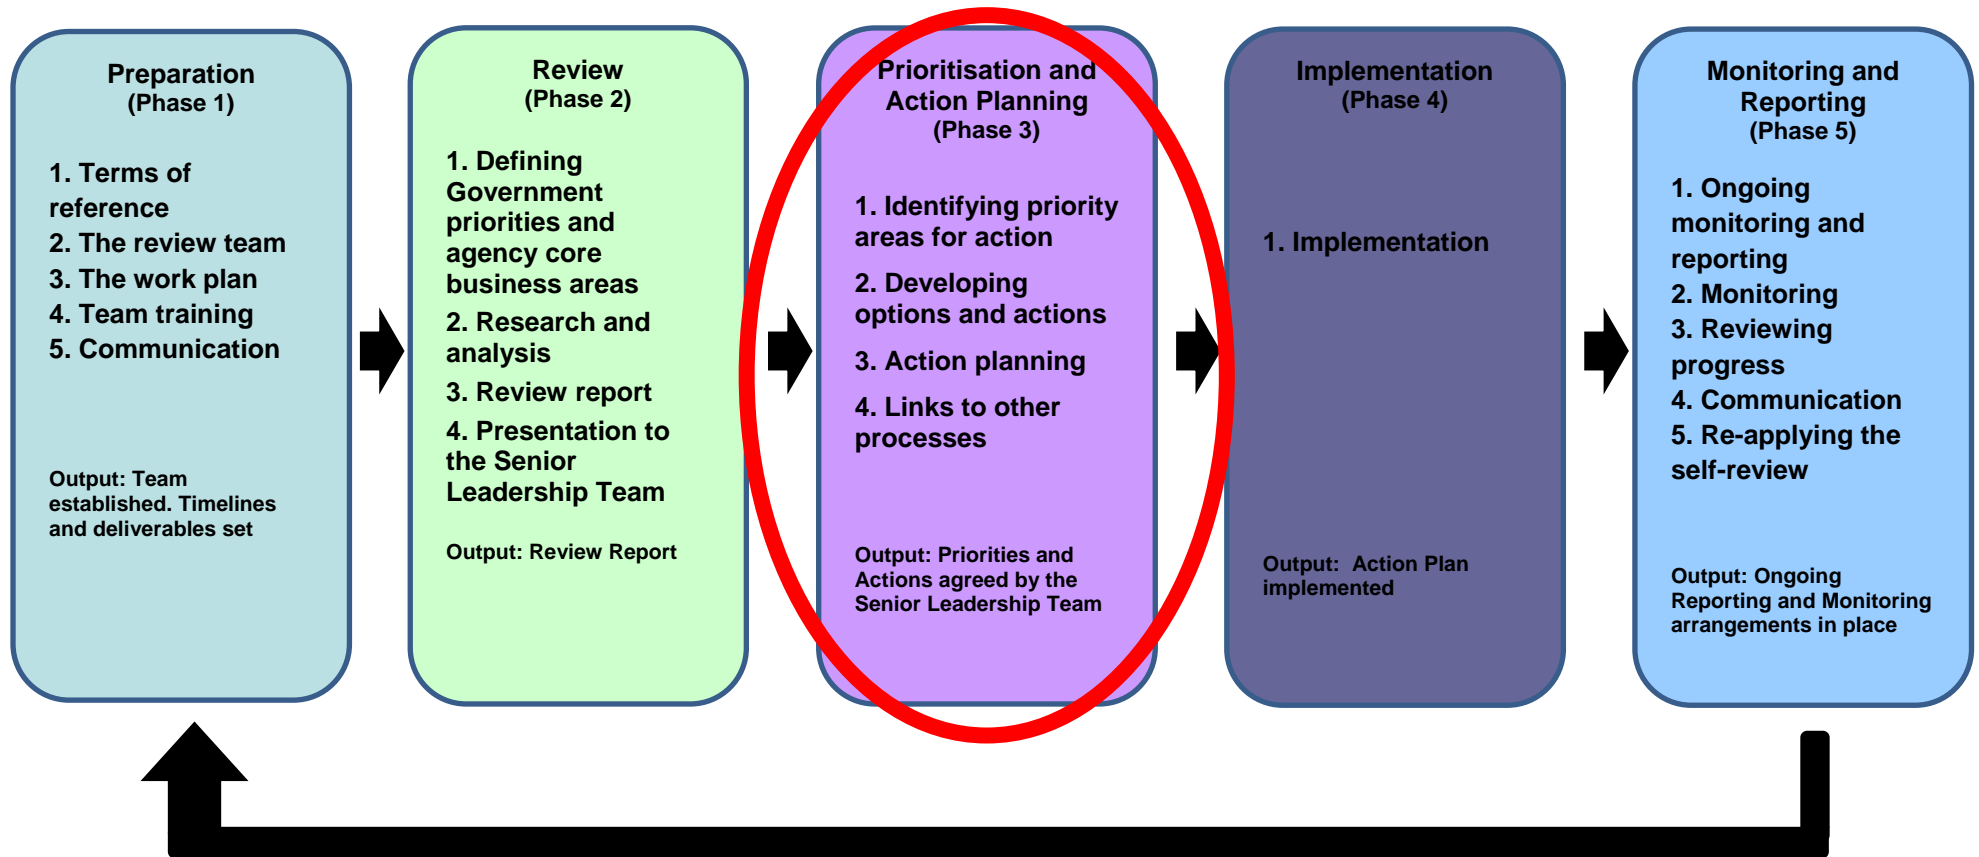 Preparation
(Phase 1)
1. Terms of
reference
2. The review team
3. The work plan
4. Team training
5. Communication
Output: Team
established. Timelines
and deliverables set
Review
(Phase 2)
1. Defining
Government
priorities and
agency core
business areas
2. Research and
analysis
3. Review report
4. Presentation to
the Senior
Leadership Team
Output: Review Report
Prioritisation and
Action Planning
(Phase 3)
1. Identifying priority
areas for action
2. Developing
options and actions
3. Action planning
4. Links to other
processes
Output: Priorities and
Actions agreed by the
Senior Leadership Team
Implementation
(Phase 4)
1. Implementation
Output:  Action Plan
implemented
Monitoring and
Reporting
(Phase 5)
1. Ongoing
monitoring and
reporting
2. Monitoring
3. Reviewing
progress
4. Communication
5. Re-applying the
self-review
Output: Ongoing
Reporting and Monitoring
arrangements in place